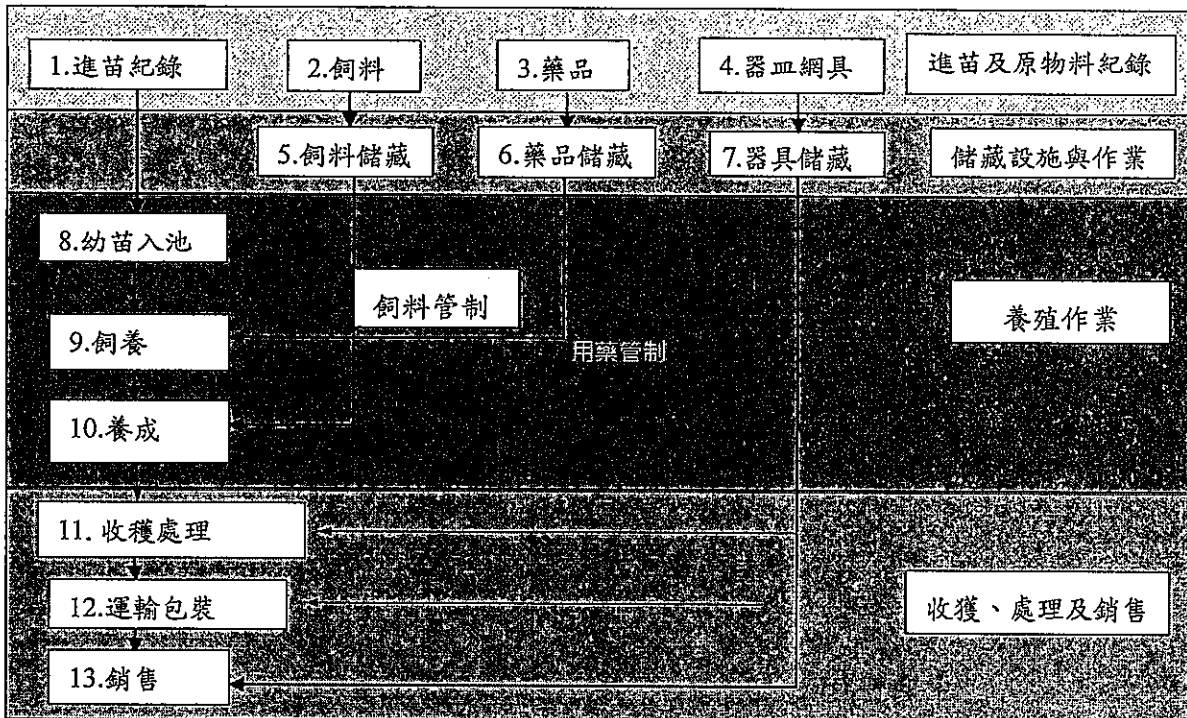 1.進苗紀錄
2.飼料
3.藥品
4.器皿網具
進苗及原物料紀錄
5.飼料儲藏
6.藥品儲藏
7.器具儲藏
儲藏設施與作業
8.幼苗入池
飼料管制
養殖作業
9.飼養
用藥管制
10.養成
11.收穫處理
12.運輸包裝
收獲、處理及銷售
13.銷售